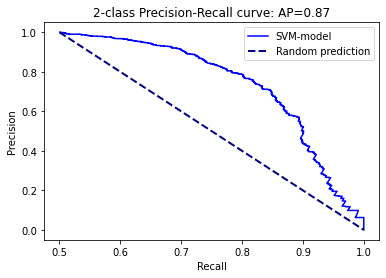 2-class Precision-Recall curve: AP=0.87
SVM-model
Random prediction
Precision
1.0
0.8
0.6
0.4
0.2
0.0
0.5 0.6 0.7 0.8 0.9 1.0
Recall